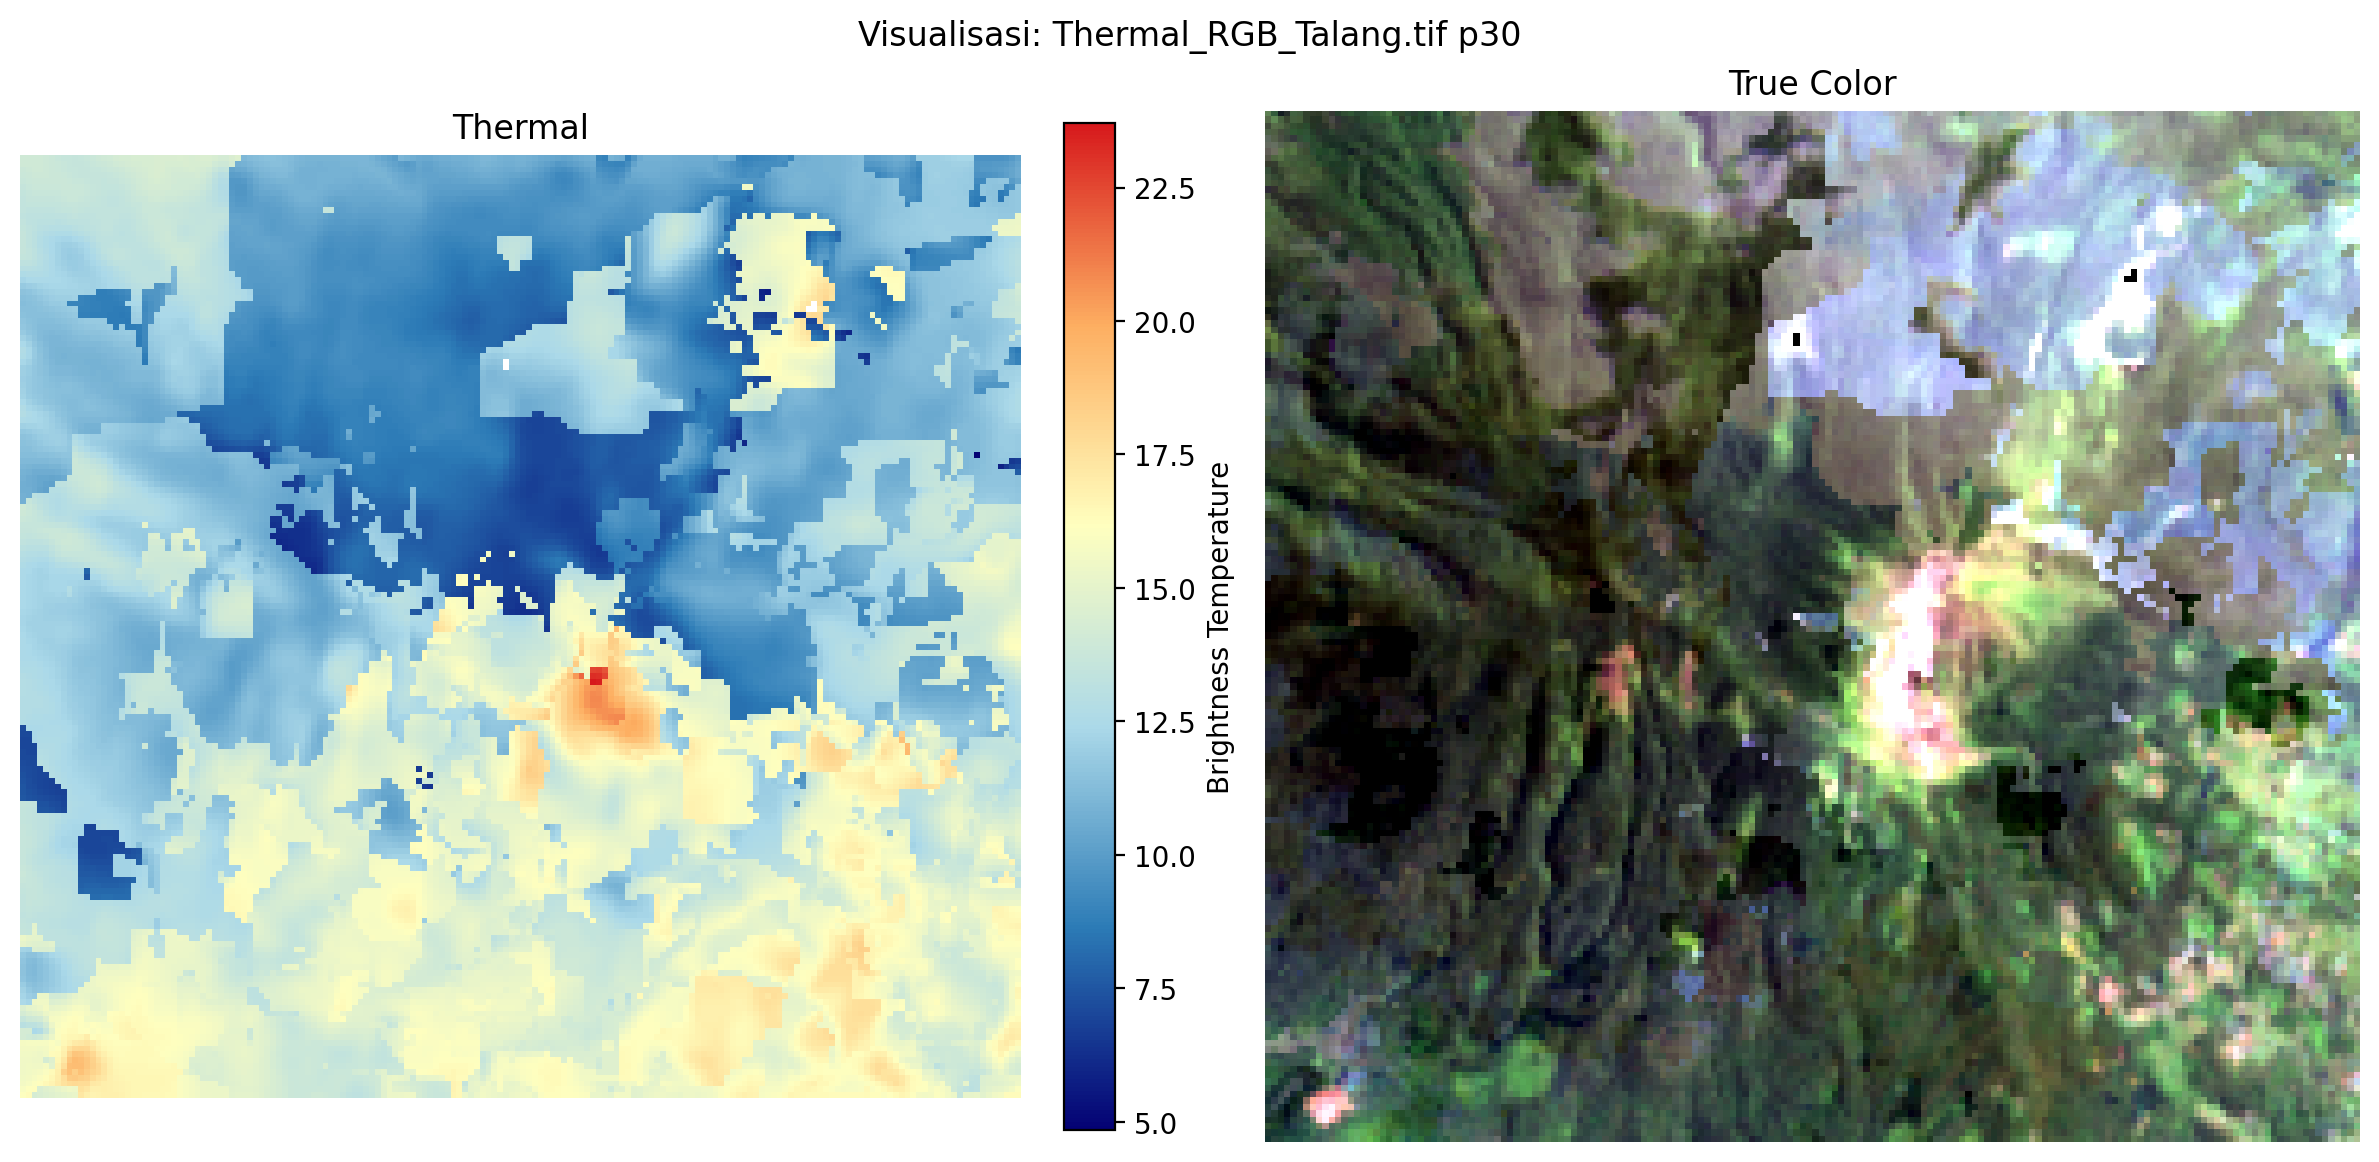 Visualisasi: Thermal_RGB_Talang.tif p30
Thermal
True Color
22.5
20.0
17.5
15.0
12.5
10.0
7.5
5.0
Brightness Temperature